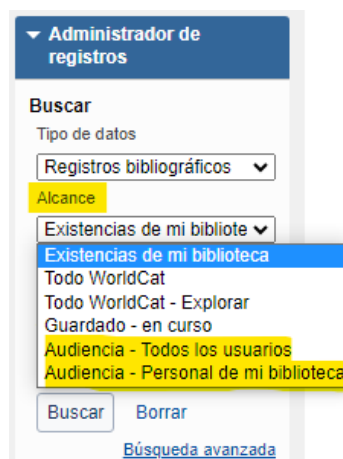 Administrador de
registros
Buscar
Tipo de datos
Registros bibliográficos
Alcance
Existencias de mi bibliote
Existencias de mi biblioteca
Todo WorldCat
Todo WorldCat - Explorar
Guardado - en curso
Audiencia - Todos los usuarios
Audiencia - Personal de mi biblioteca
Buscar Borrar
Búsqueda avanzada